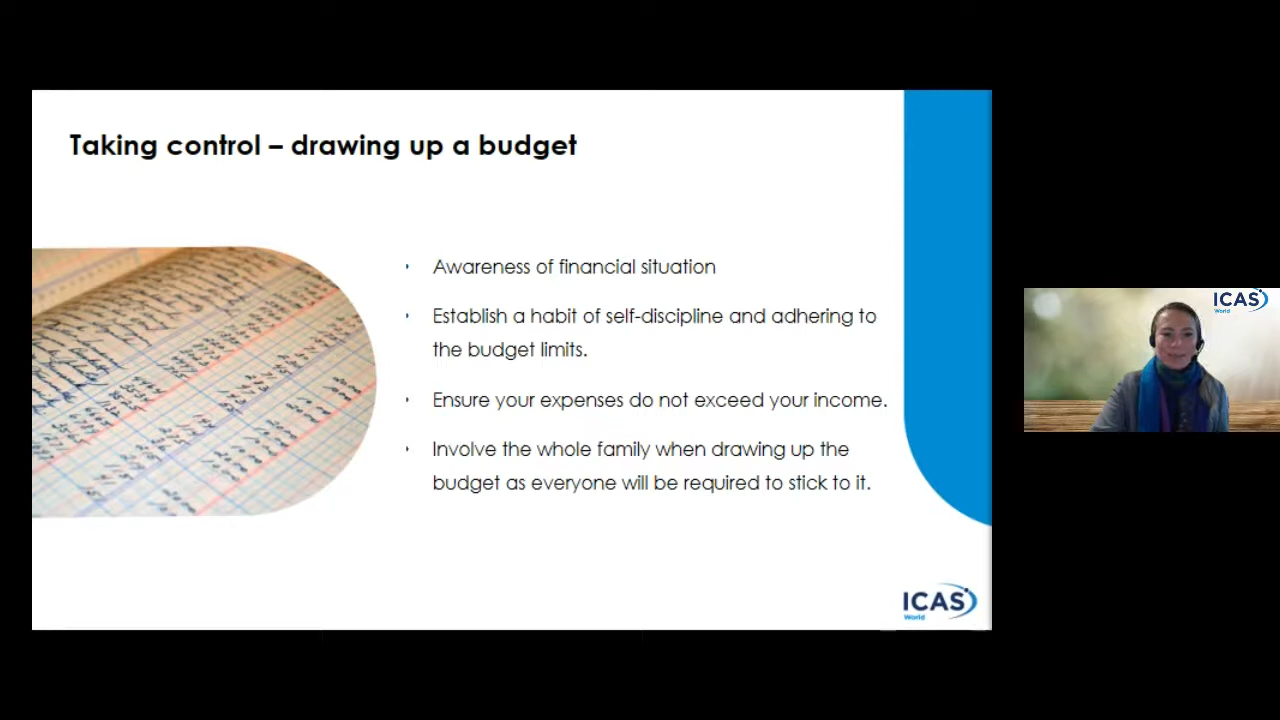 Taking control – drawing up a budget
Awareness of financial situation
Establish a habit of self-discipline and adhering to
the budget limits.
Ensure your expenses do not exceed your income.
Involve the whole family when drawing up the
budget as everyone will be required to stick to it.
ICAS
World
ICAS
World